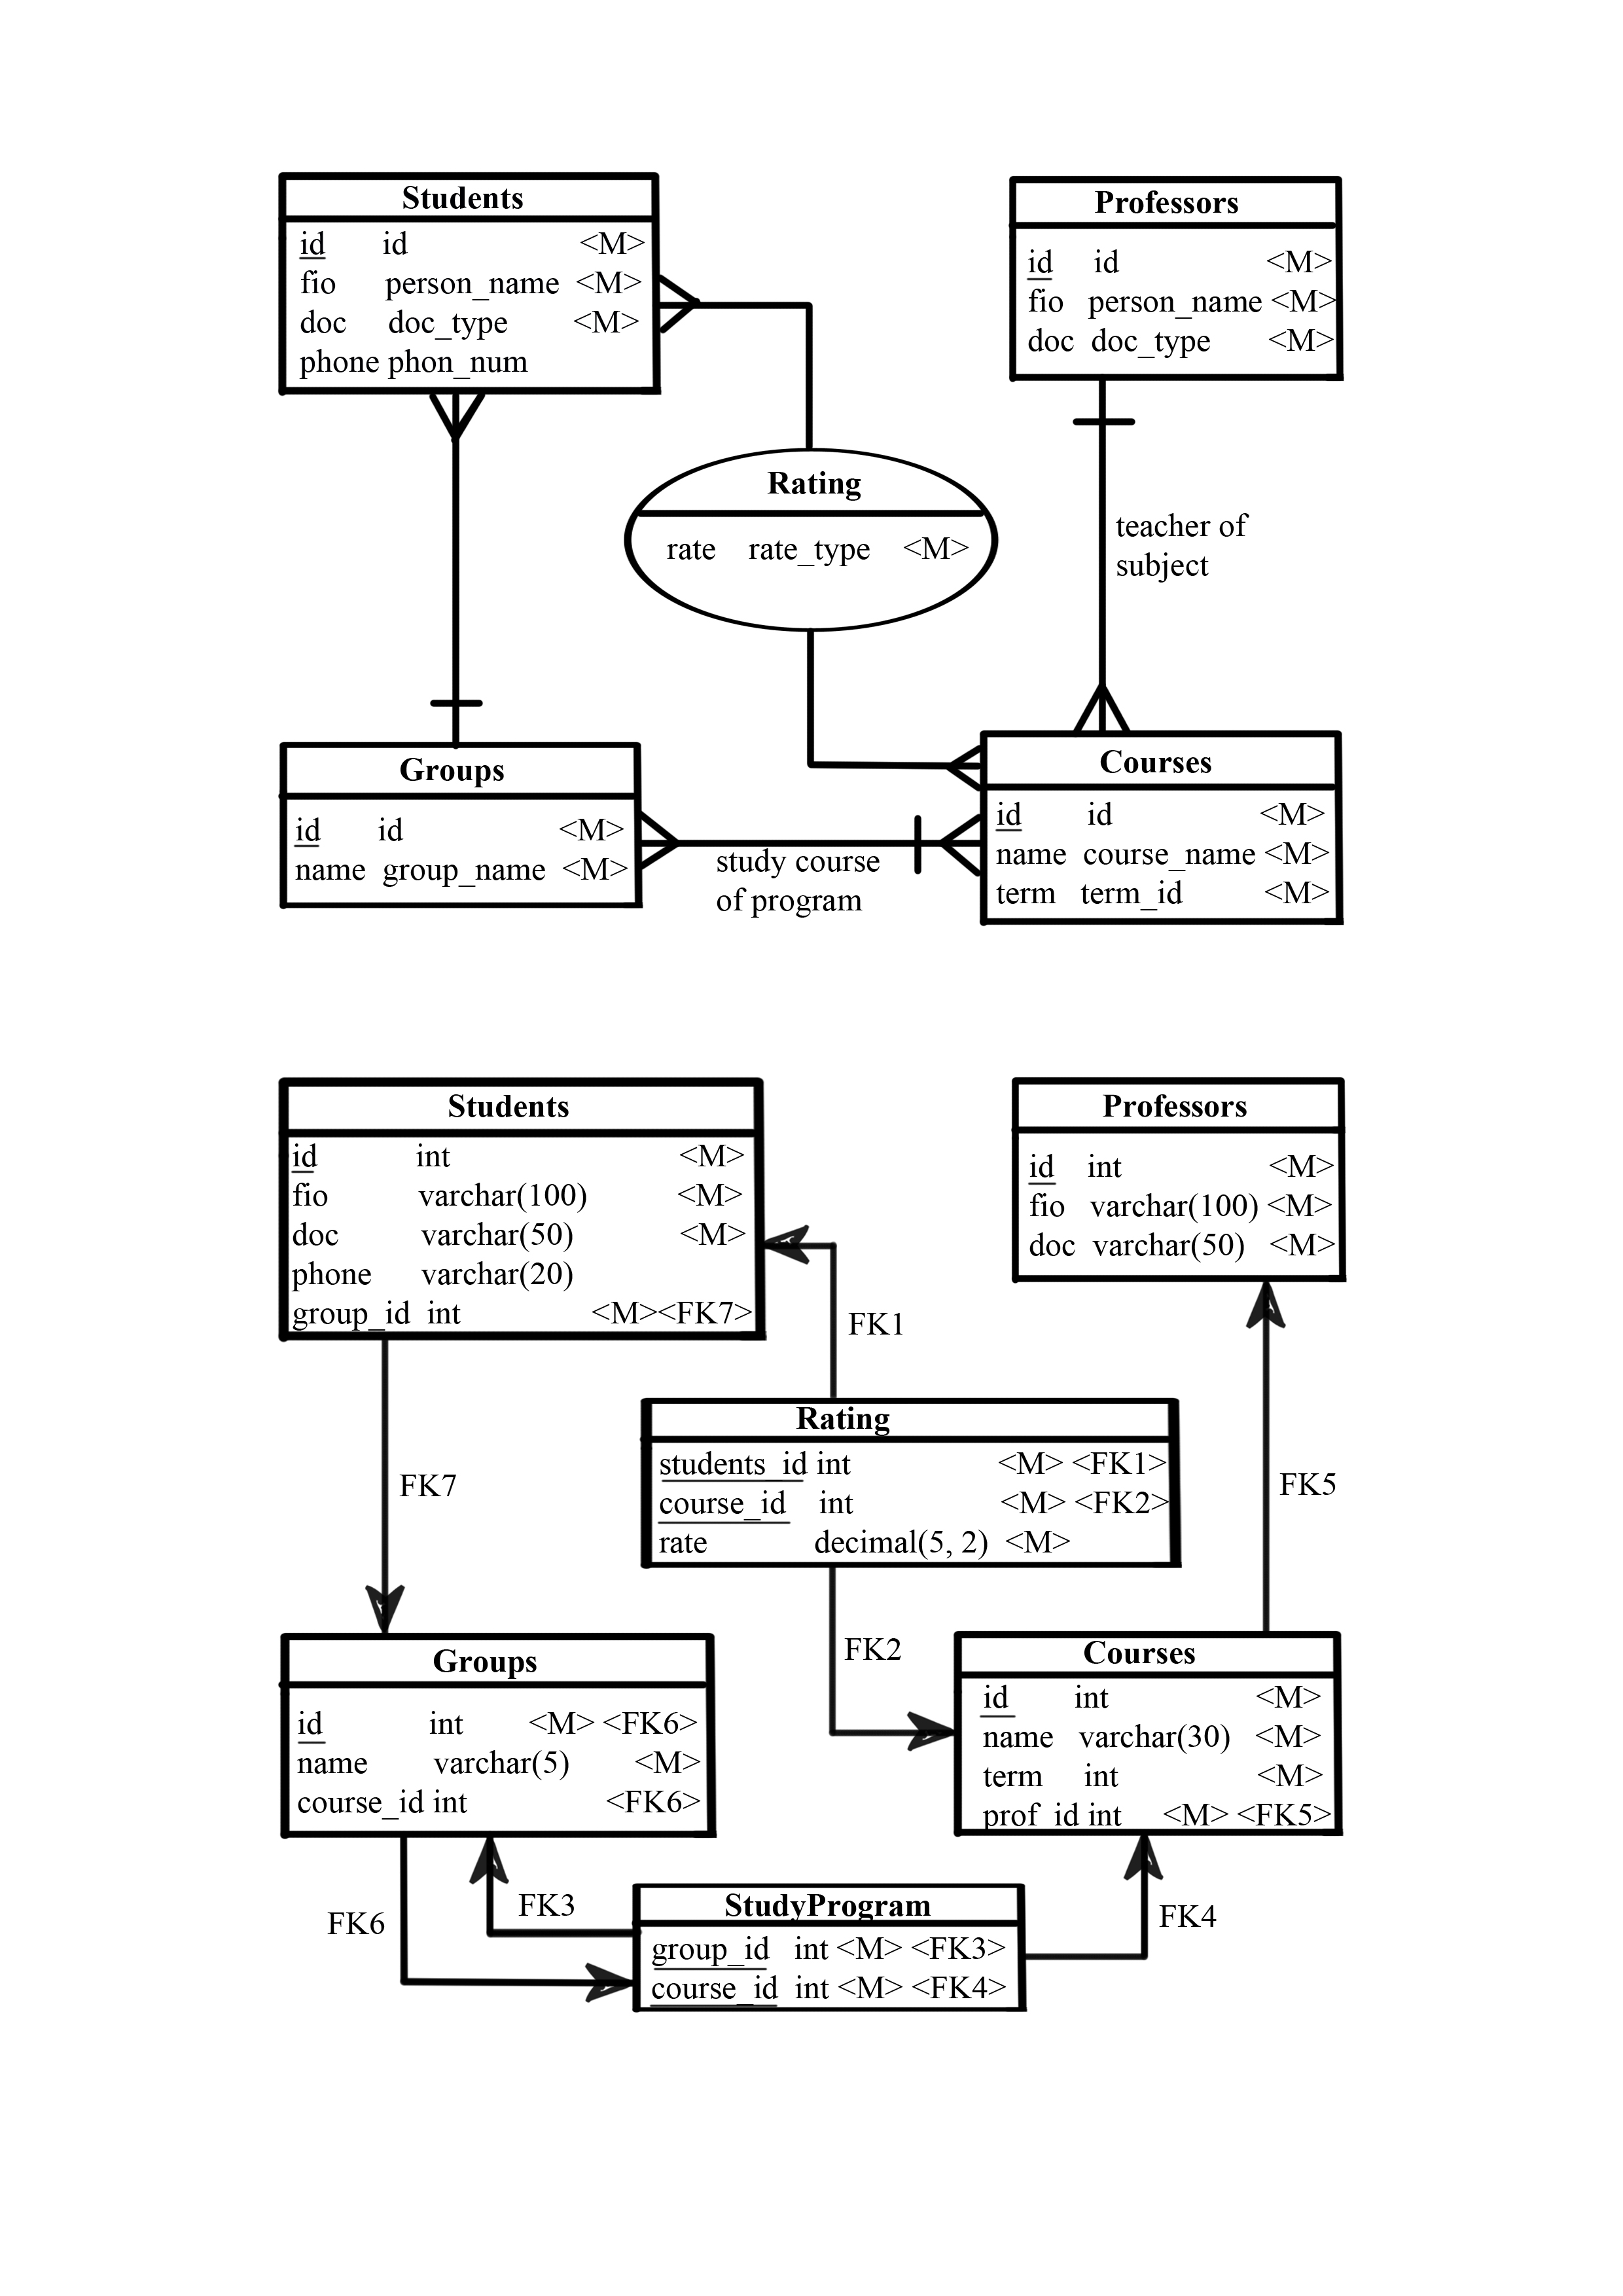 Students
id id <M>
fio person_name <M>
doc doc_type <M>
phone phon_num
Professors
id id <M>
fio person_name <M>
doc doc_type <M>
Rating
rate rate_type <M>
teacher of
subject
Groups
id id <M>
name group_name <M>
study course
of program
Courses
id id <M>
name course_name <M>
term term_id <M>
Students
id int <M>
fio varchar(100) <M>
doc varchar(50) <M>
phone varchar(20)
group_id int <M><FK7>
Professors
id int <M>
fio varchar(100) <M>
doc varchar(50) <M>
FK1
Rating
students_id int <M> <FK1>
course_id int <M> <FK2>
rate decimal(5, 2) <M>
FK7
FK5
FK2
Groups
id int <M> <FK6>
name varchar(5) <M>
course_id int <FK6>
Courses
id int <M>
name varchar(30) <M>
term int <M>
prof_id int <M> <FK5>
FK6
FK3
StudyProgram
group_id int <M> <FK3>
course_id int <M> <FK4>
FK4